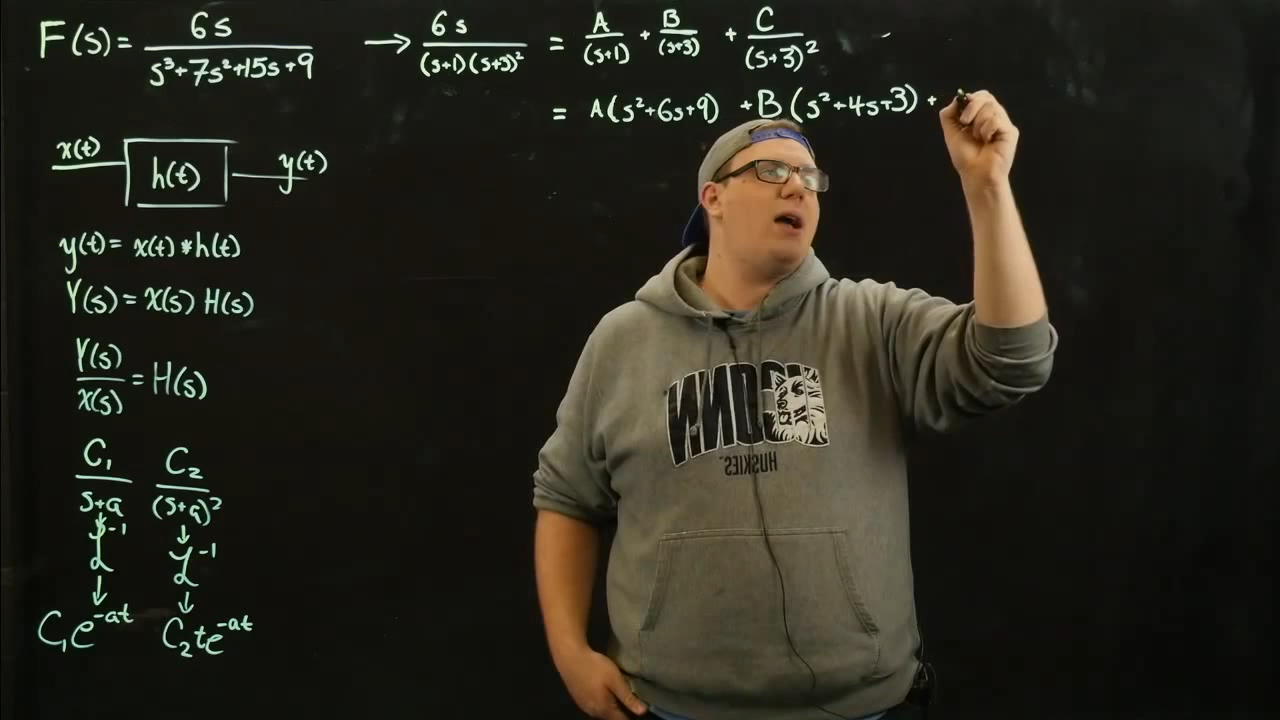 F(s) = 6s / (s³+7s²+15s+9) → 6s / ((s+1)(s+3)²) = A/(s+1) + B/(s+3) + C/(s+3)²
= A(s²+6s+9) + B(s²+4s+3) +
x(t) h(t) y(t)
y(t) = x(t) * h(t)
Y(s) = X(s) H(s)
Y(s)/X(s) = H(s)
C₁/(s+a) C₂/(s+a)²
↓ ↓
ℒ⁻¹ ℒ⁻¹
↓ ↓
C₁e⁻ᵃᵗ C₂te⁻ᵃᵗ
UCONN
HUSKIES